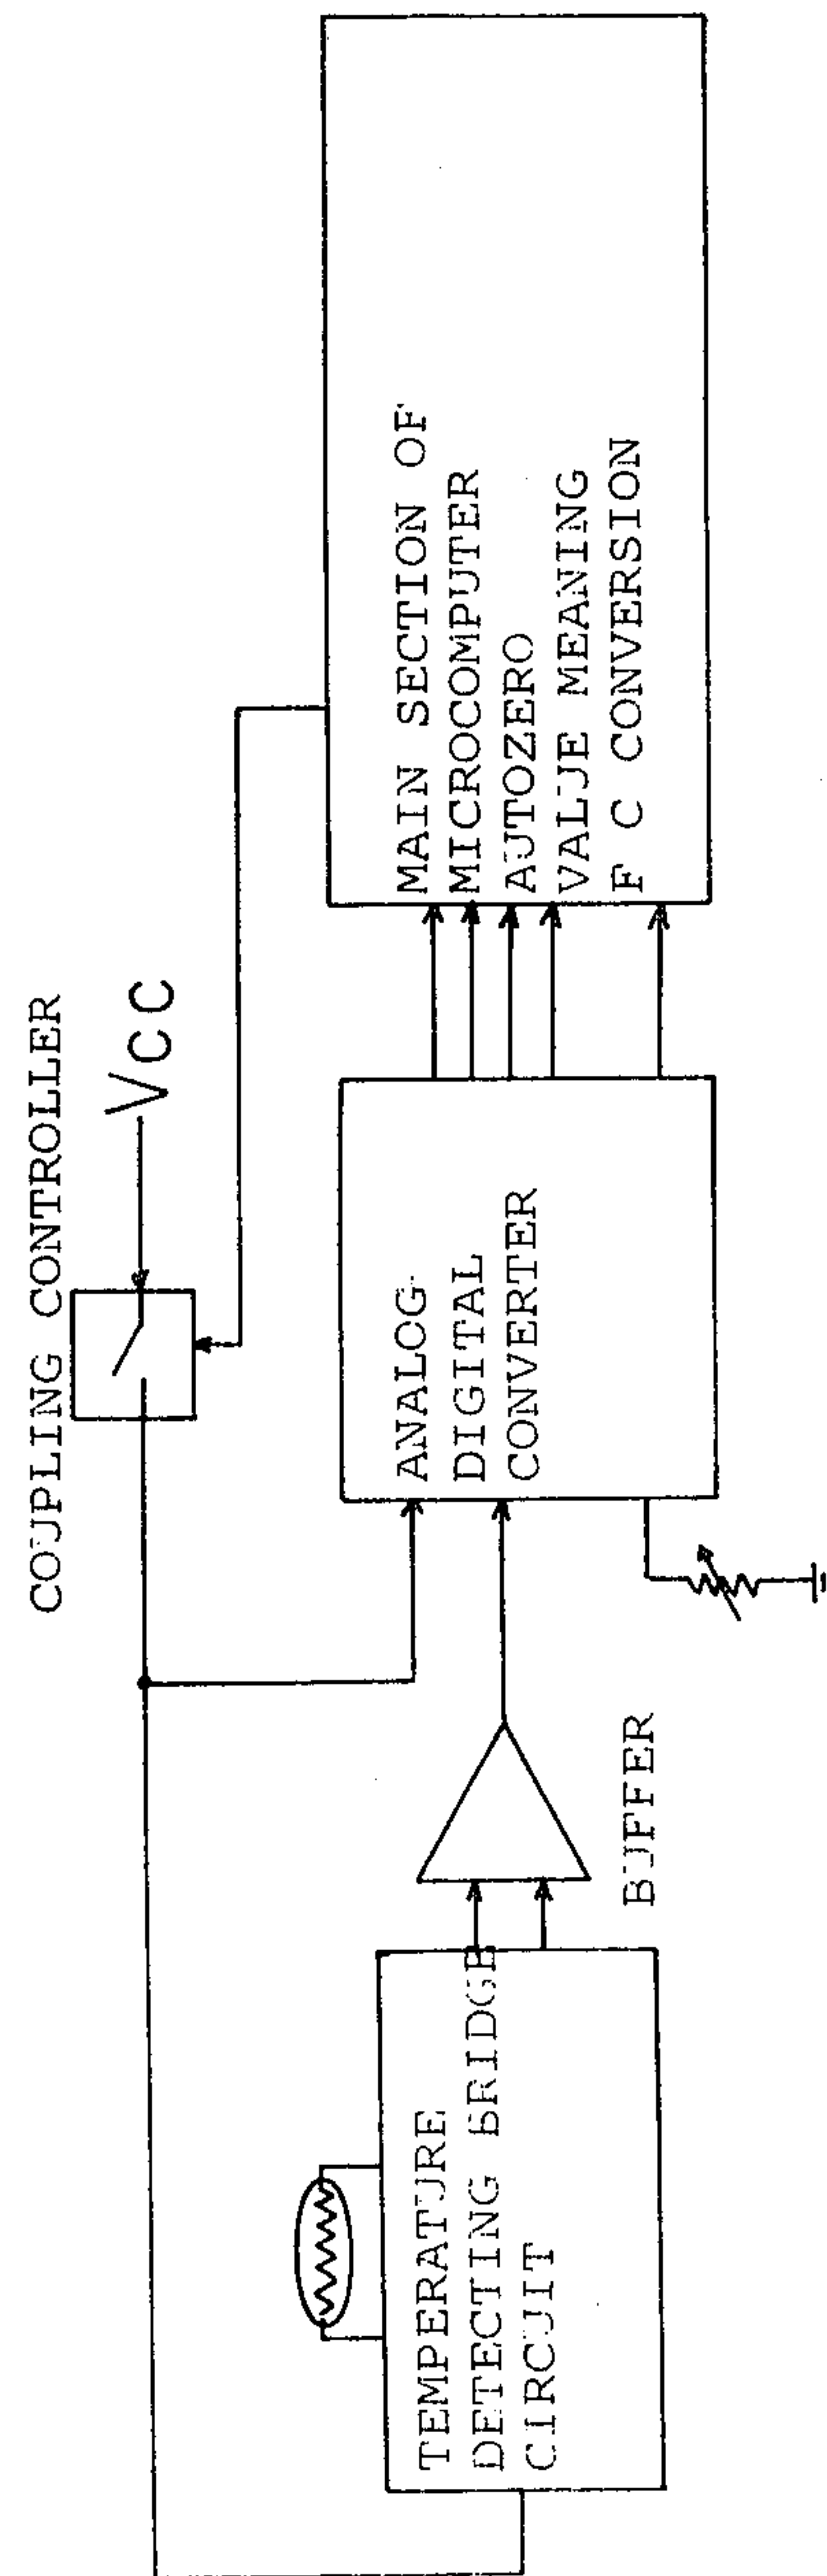 COUPLING CONTROLLER
VCC
TEMPERATURE
DETECTING BRIDGE
CIRCUIT
BUFFER
ANALOG-
DIGITAL
CONVERTER
MAIN SECTION OF
MICROCOMPUTER
AUTOZERO
VALUE MEANING
F C CONVERSION